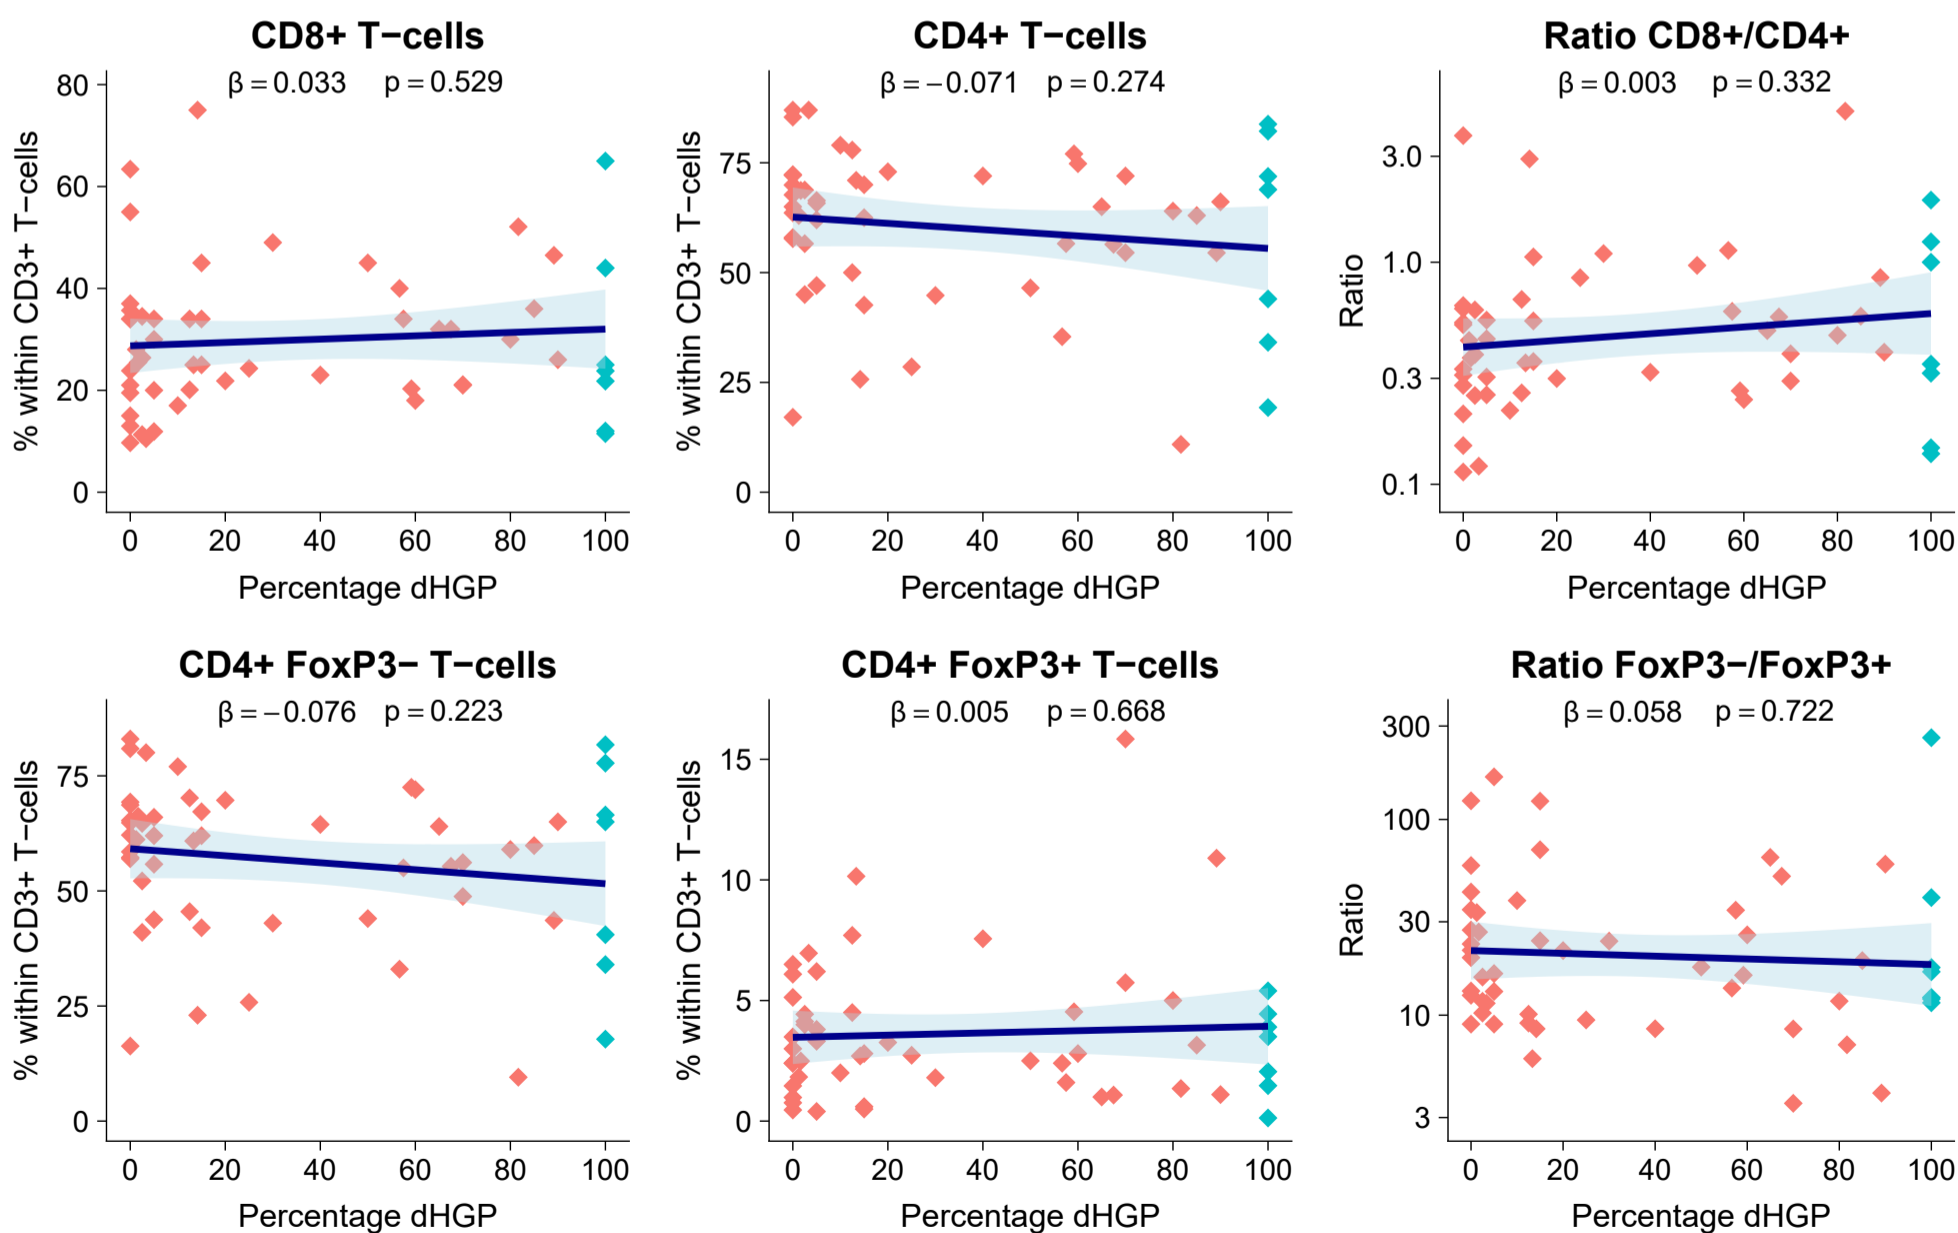 CD8+ T−cells
β = 0.033 p = 0.529
% within CD3+ T−cells
80
60
40
20
0
0 20 40 60 80 100
Percentage dHGP
CD4+ T−cells
β = −0.071 p = 0.274
% within CD3+ T−cells
75
50
25
0
0 20 40 60 80 100
Percentage dHGP
Ratio CD8+/CD4+
β = 0.003 p = 0.332
Ratio
3.0
1.0
0.3
0.1
0 20 40 60 80 100
Percentage dHGP
CD4+ FoxP3− T−cells
β = −0.076 p = 0.223
% within CD3+ T−cells
75
50
25
0
0 20 40 60 80 100
Percentage dHGP
CD4+ FoxP3+ T−cells
β = 0.005 p = 0.668
% within CD3+ T−cells
15
10
5
0
0 20 40 60 80 100
Percentage dHGP
Ratio FoxP3−/FoxP3+
β = 0.058 p = 0.722
Ratio
300
100
30
10
3
0 20 40 60 80 100
Percentage dHGP